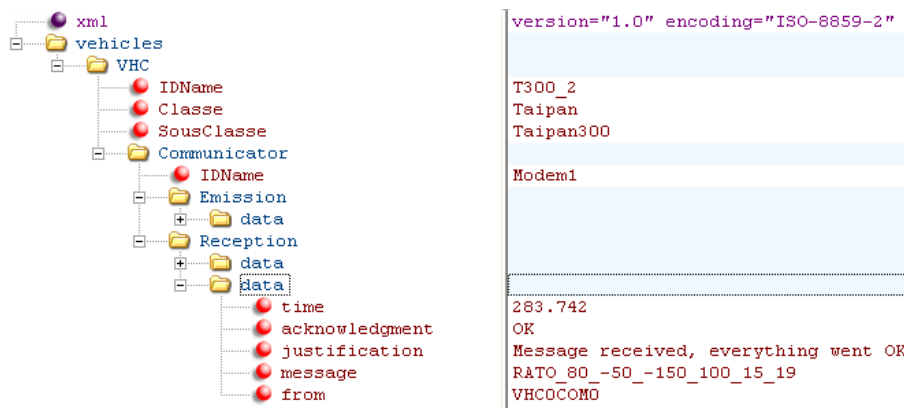 xml version="1.0" encoding="ISO-8859-2"
vehicles
VHC
IDName T300_2
Classe Taipan
SousClasse Taipan300
Communicator
IDName Modem1
Emission
data
Reception
data
data
time 283.742
acknowledgment OK
justification Message received, everything went OK
message RATO_80_-50_-150_100_15_19
from VHCOCOMO